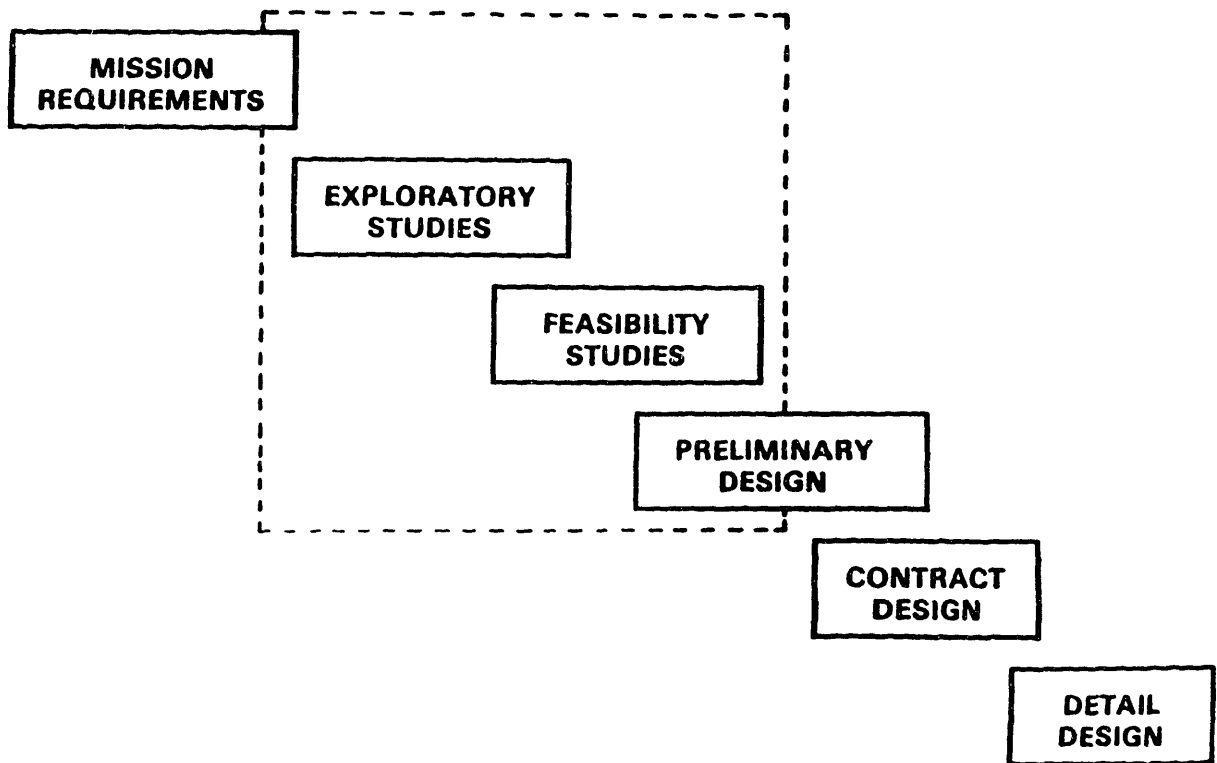 MISSION
REQUIREMENTS
EXPLORATORY
STUDIES
FEASIBILITY
STUDIES
PRELIMINARY
DESIGN
CONTRACT
DESIGN
DETAIL
DESIGN